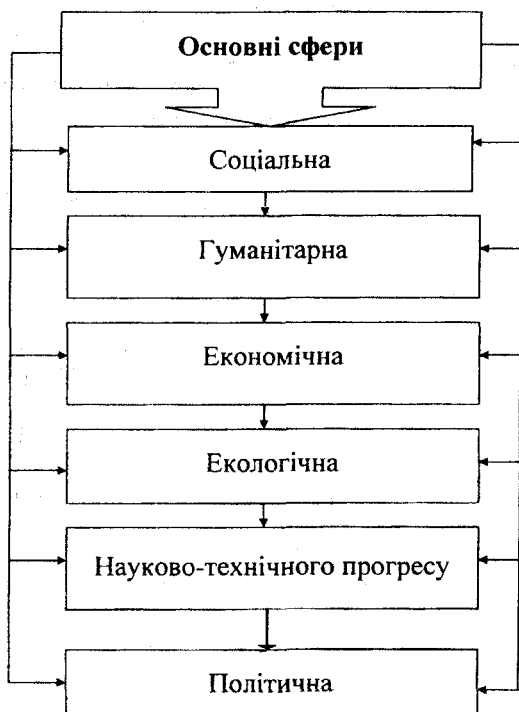 Основні сфери
Соціальна
Гуманітарна
Економічна
Екологічна
Науково-технічного прогресу
Політична